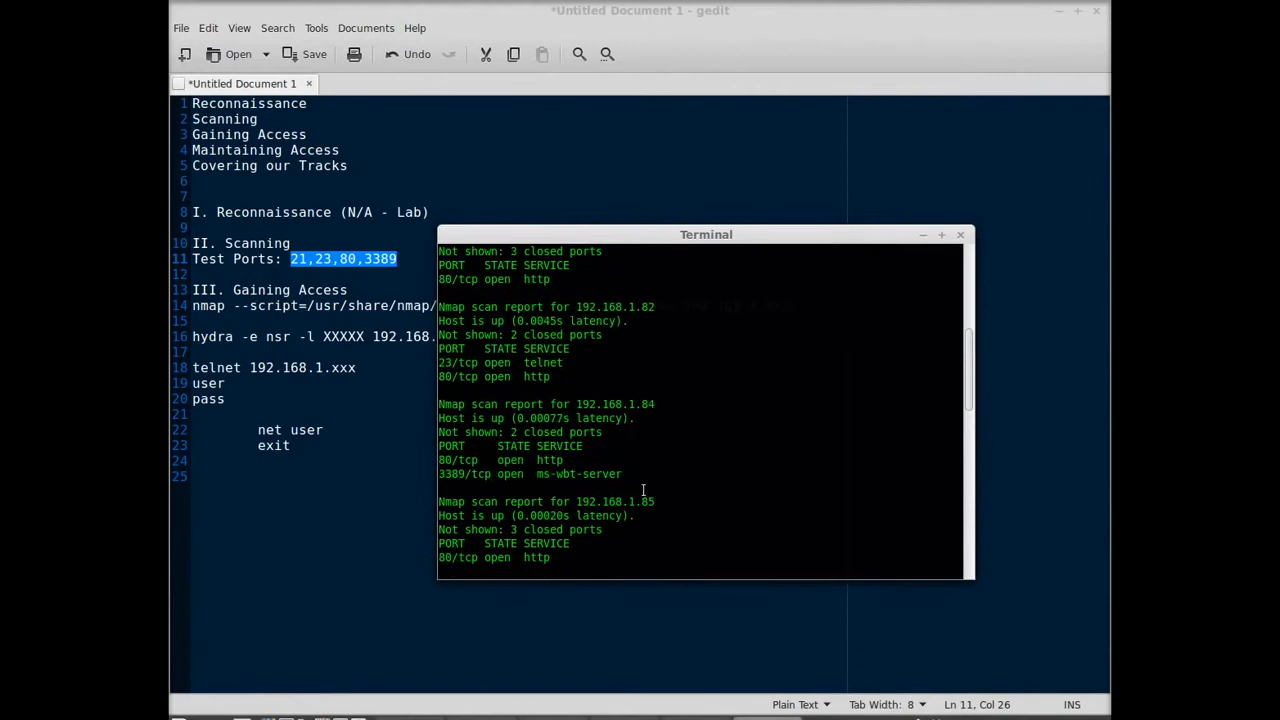 *Untitled Document 1 - gedit
File Edit View Search Tools Documents Help
Open Save Undo
*Untitled Document 1
1 Reconnaissance
2 Scanning
3 Gaining Access
4 Maintaining Access
5 Covering our Tracks
6
7
8 I. Reconnaissance (N/A - Lab)
9
10 II. Scanning
11 Test Ports: 21,23,80,3389
12
13 III. Gaining Access
14 nmap --script=/usr/share/nmap/
15
16 hydra -e nsr -l XXXXX 192.168.
17
18 telnet 192.168.1.xxx
19 user
20 pass
21
22 net user
23 exit
24
25
Terminal
Not shown: 3 closed ports
PORT STATE SERVICE
80/tcp open http
Nmap scan report for 192.168.1.82
Host is up (0.0045s latency).
Not shown: 2 closed ports
PORT STATE SERVICE
23/tcp open telnet
80/tcp open http
Nmap scan report for 192.168.1.84
Host is up (0.00077s latency).
Not shown: 2 closed ports
PORT STATE SERVICE
80/tcp open http
3389/tcp open ms-wbt-server
Nmap scan report for 192.168.1.85
Host is up (0.00020s latency).
Not shown: 3 closed ports
PORT STATE SERVICE
80/tcp open http
Plain Text Tab Width: 8 Ln 11, Col 26 INS